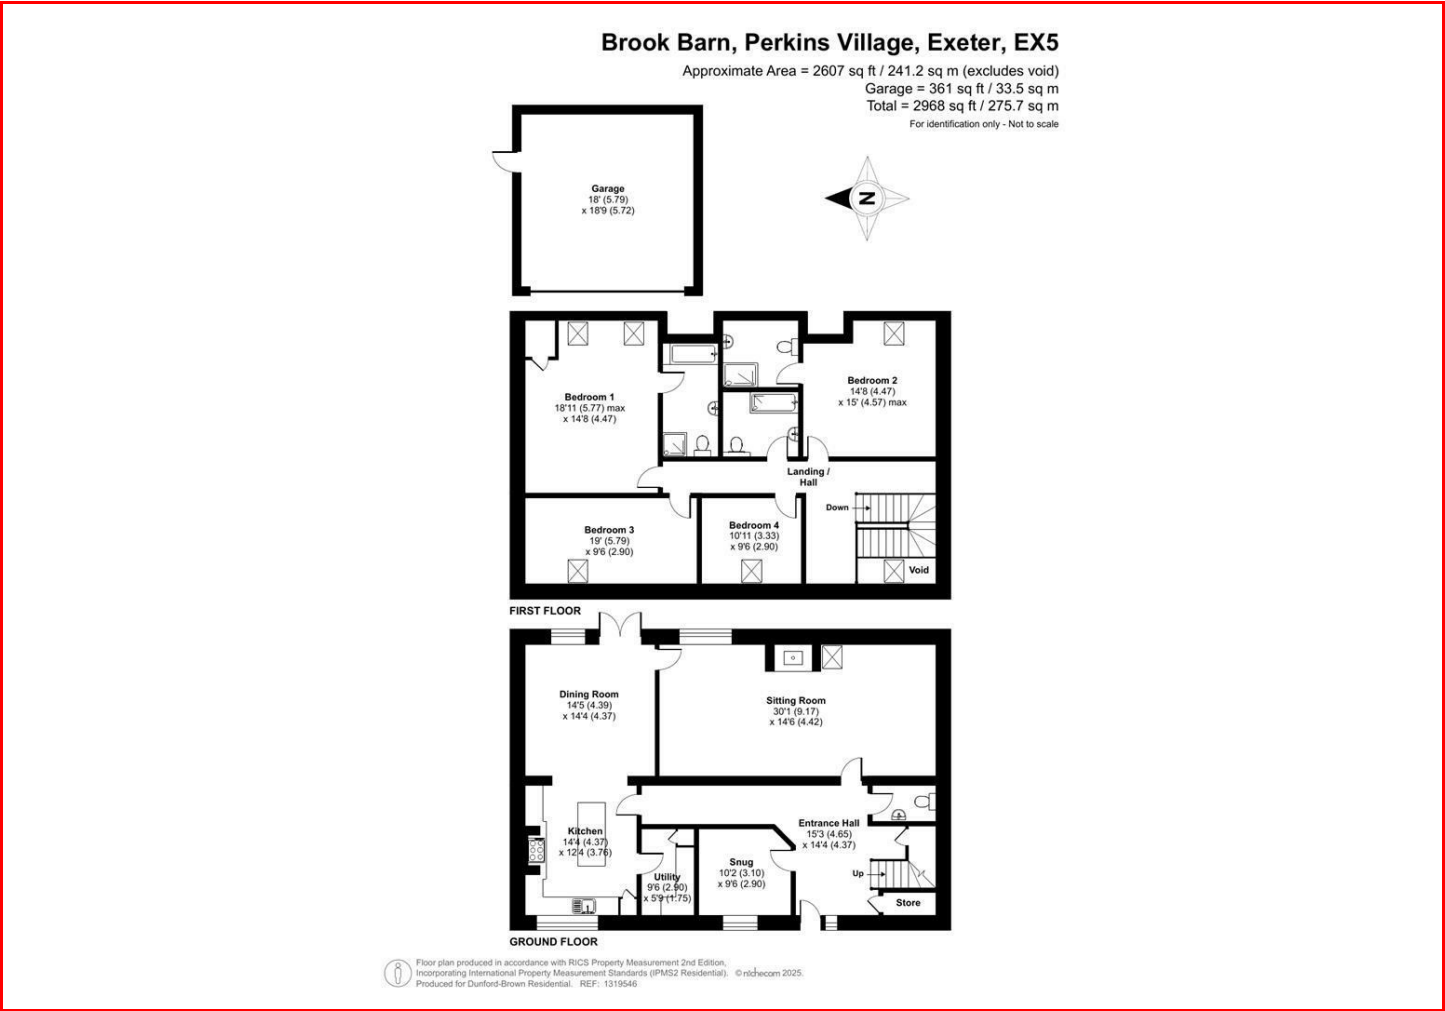 Brook Barn, Perkins Village, Exeter, EX5
Approximate Area = 2607 sq ft / 241.2 sq m (excludes void)
Garage = 361 sq ft / 33.5 sq m
Total = 2968 sq ft / 275.7 sq m
For identification only - Not to scale
N
Garage
18' (5.79)
x 18'9 (5.72)
Bedroom 1
18'11 (5.77) max
x 14'8 (4.47)
Bedroom 2
14'8 (4.47)
x 15' (4.57) max
Landing /
Hall
Down
Bedroom 3
19' (5.79)
x 9'6 (2.90)
Bedroom 4
10'11 (3.33)
x 9'6 (2.90)
Void
FIRST FLOOR
Dining Room
14'5 (4.39)
x 14'4 (4.37)
Sitting Room
30'1 (9.17)
x 14'6 (4.42)
Kitchen
14'4 (4.37)
x 12'4 (3.76)
Entrance Hall
15'3 (4.65)
x 14'4 (4.37)
Utility
9'6 (2.90)
x 5'9 (1.75)
Snug
10'2 (3.10)
x 9'6 (2.90)
Up
Store
GROUND FLOOR
Floor plan produced in accordance with RICS Property Measurement 2nd Edition,
Incorporating International Property Measurement Standards (IPMS2 Residential). © nichecom 2025.
Produced for Dunford-Brown Residential. REF: 1319546